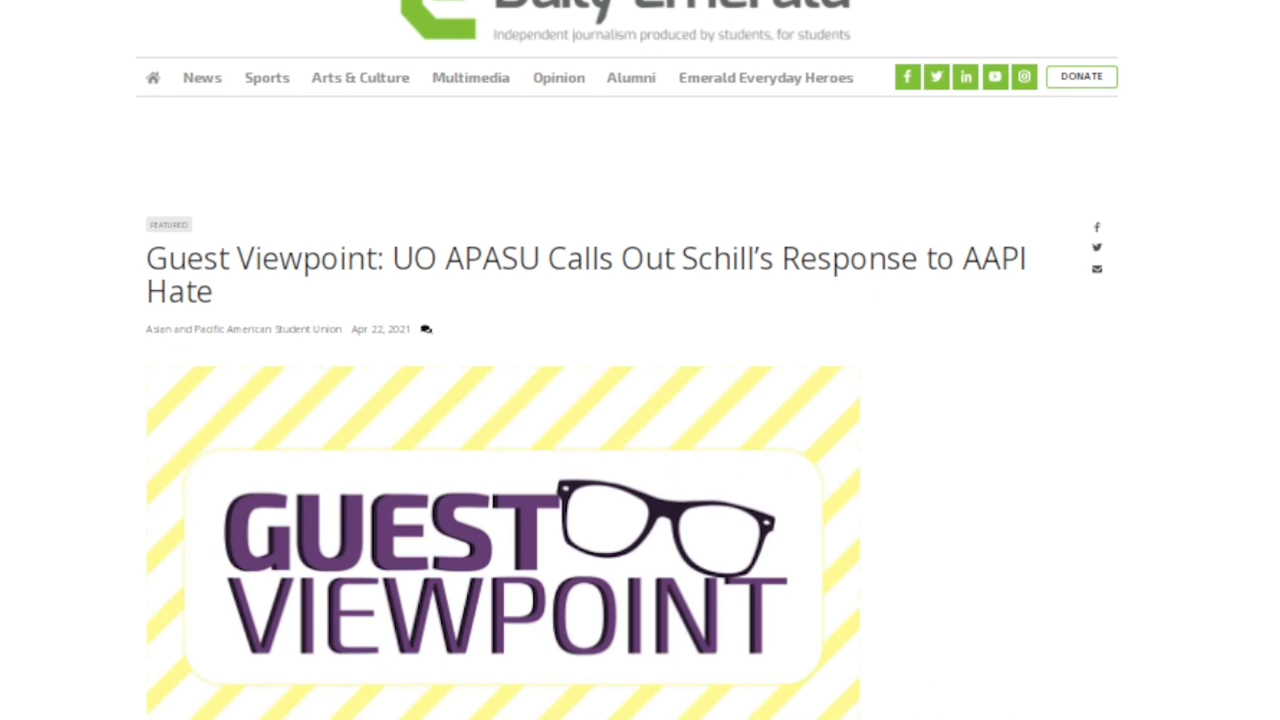 Daily Emerald
Independent journalism produced by students, for students
News Sports Arts & Culture Multimedia Opinion Alumni Emerald Everyday Heroes DONATE
FEATURED
Guest Viewpoint: UO APASU Calls Out Schill’s Response to AAPI
Hate
Asian and Pacific American Student Union Apr 22, 2021
GUEST
VIEWPOINT